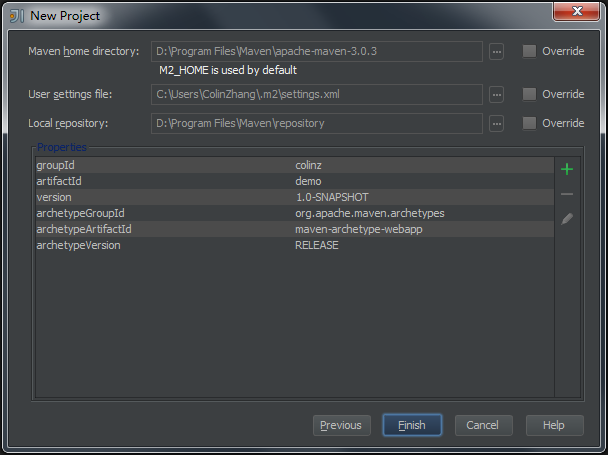 New Project
Maven home directory: D:\Program Files\Maven\apache-maven-3.0.3 ... Override
M2_HOME is used by default
User settings file: C:\Users\ColinZhang\.m2\settings.xml ... Override
Local repository: D:\Program Files\Maven\repository ... Override
Properties
groupId colinz
artifactId demo
version 1.0-SNAPSHOT
archetypeGroupId org.apache.maven.archetypes
archetypeArtifactId maven-archetype-webapp
archetypeVersion RELEASE
Previous Finish Cancel Help